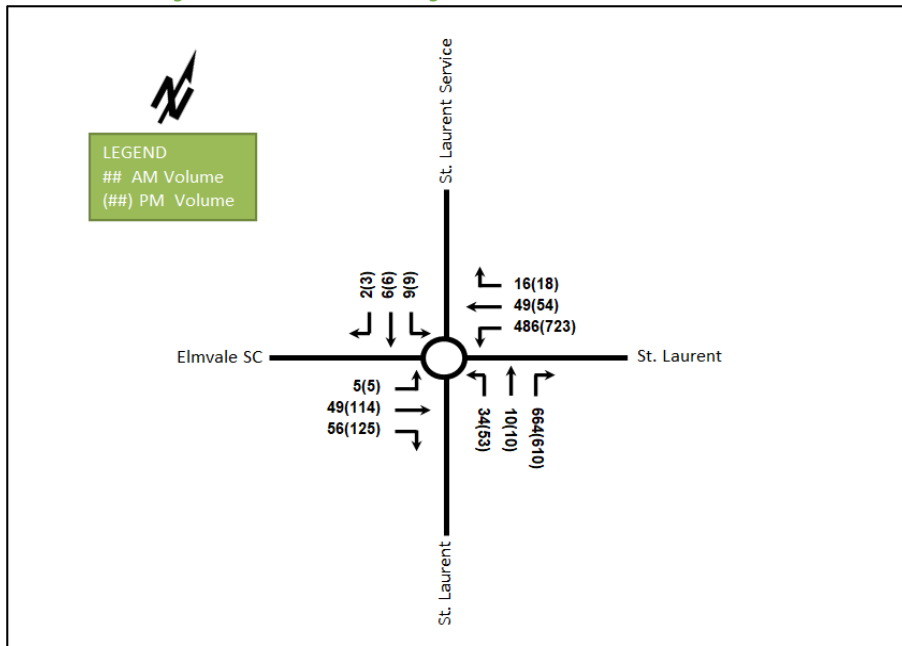 St. Laurent Service
N
LEGEND
## AM Volume
(##) PM Volume
2(3)
6(6)
9(9)
16(18)
49(54)
486(723)
Elmvale SC
St. Laurent
5(5)
49(114)
56(125)
34(53)
10(10)
664(610)
St. Laurent